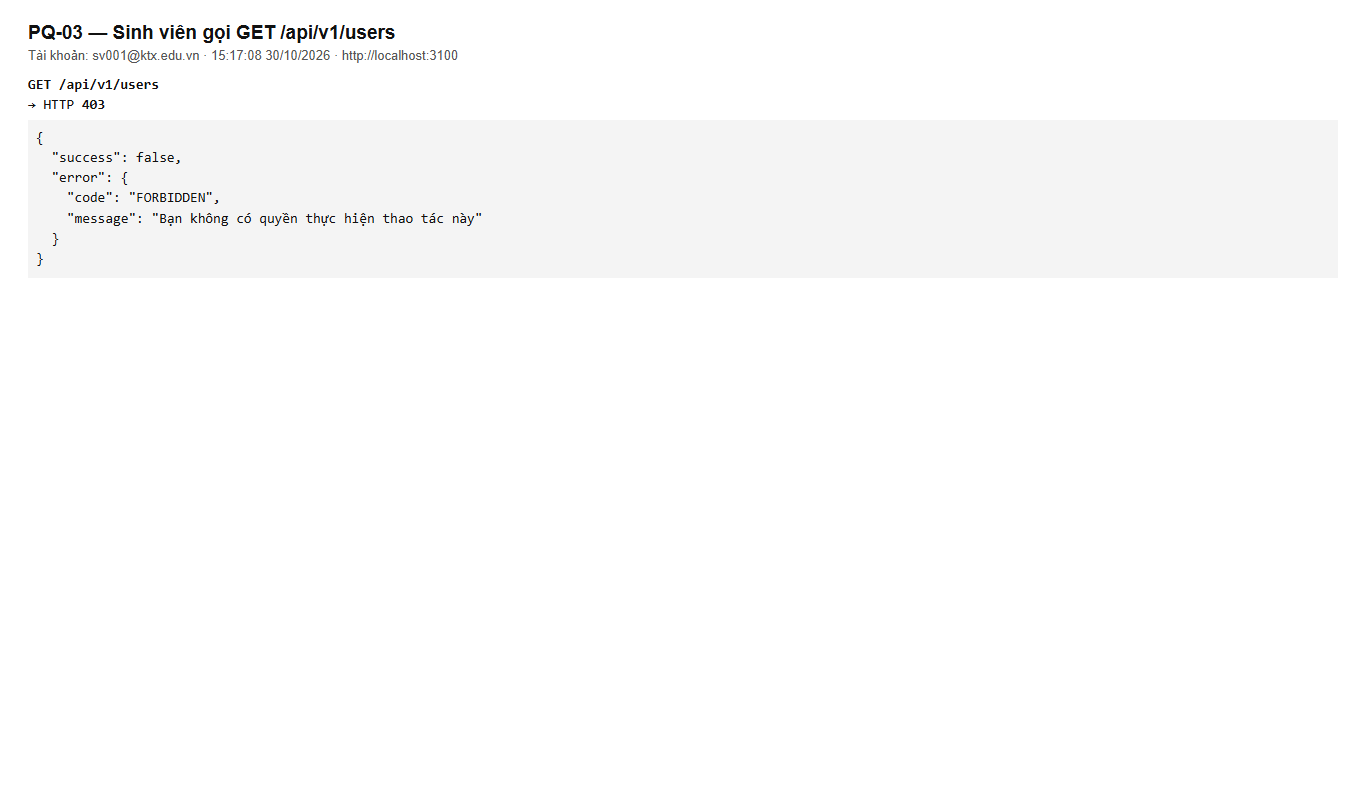 PQ-03 — Sinh viên gọi GET /api/v1/users
Tài khoản: sv001@ktx.edu.vn · 15:17:08 30/10/2026 · http://localhost:3100
GET /api/v1/users
→ HTTP 403
{
  "success": false,
  "error": {
    "code": "FORBIDDEN",
    "message": "Bạn không có quyền thực hiện thao tác này"
  }
}